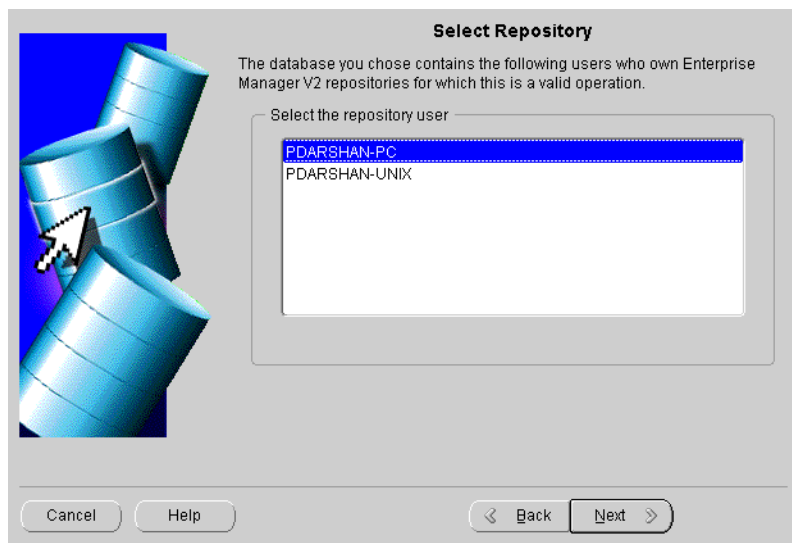 Select Repository
The database you chose contains the following users who own Enterprise
Manager V2 repositories for which this is a valid operation.
Select the repository user
PDARSHAN-PC
PDARSHAN-UNIX
Cancel
Help
Back
Next